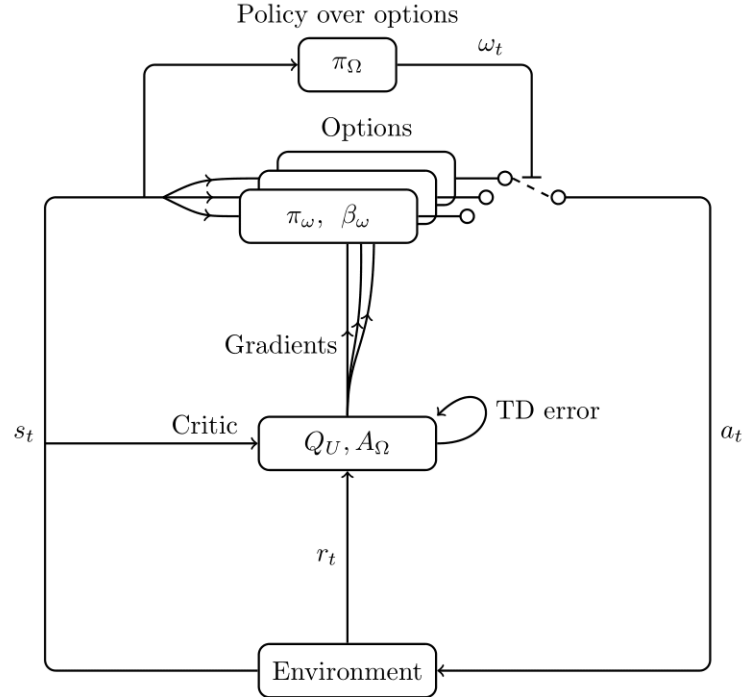 Policy over options
π_Ω
ω_t
Options
π_ω, β_ω
Gradients
Critic
TD error
s_t
Q_U, A_Ω
a_t
r_t
Environment